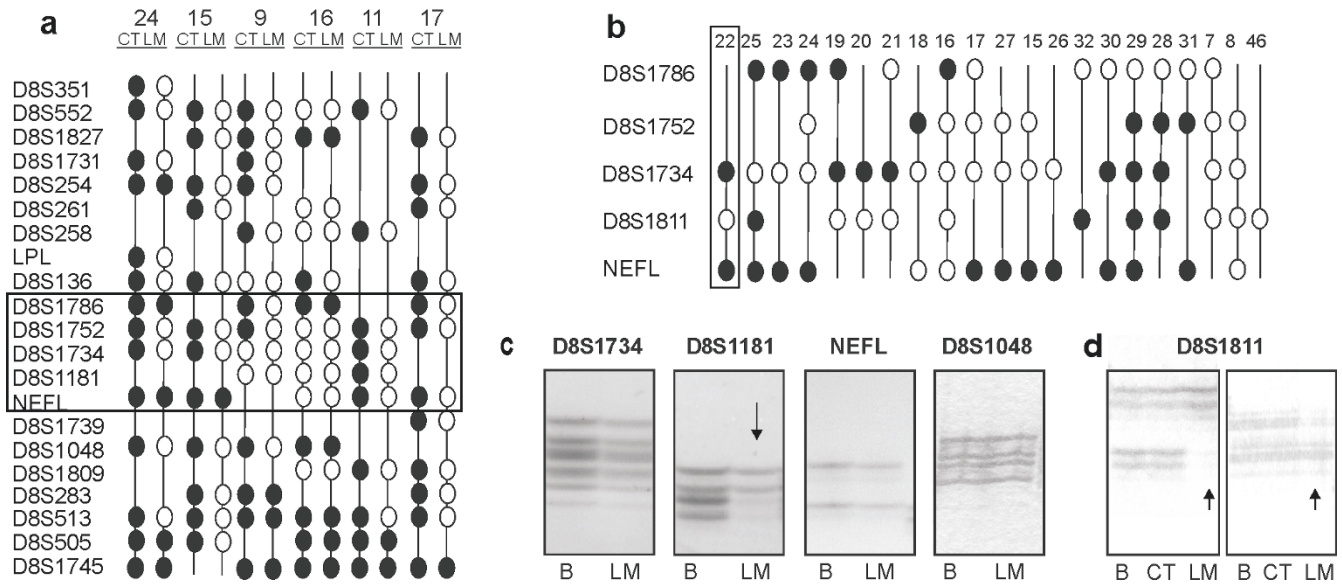 a
24 15 9 16 11 17
CT LM CT LM CT LM CT LM CT LM CT LM
D8S351
D8S552
D8S1827
D8S1731
D8S254
D8S261
D8S258
LPL
D8S136
D8S1786
D8S1752
D8S1734
D8S1181
NEFL
D8S1739
D8S1048
D8S1809
D8S283
D8S513
D8S505
D8S1745
b
22 25 23 24 19 20 21 18 16 17 27 15 26 32 30 29 28 31 7 8 46
D8S1786
D8S1752
D8S1734
D8S1811
NEFL
c D8S1734 D8S1181 NEFL D8S1048
B LM B LM B LM B LM
d D8S1811
B CT LM B CT LM